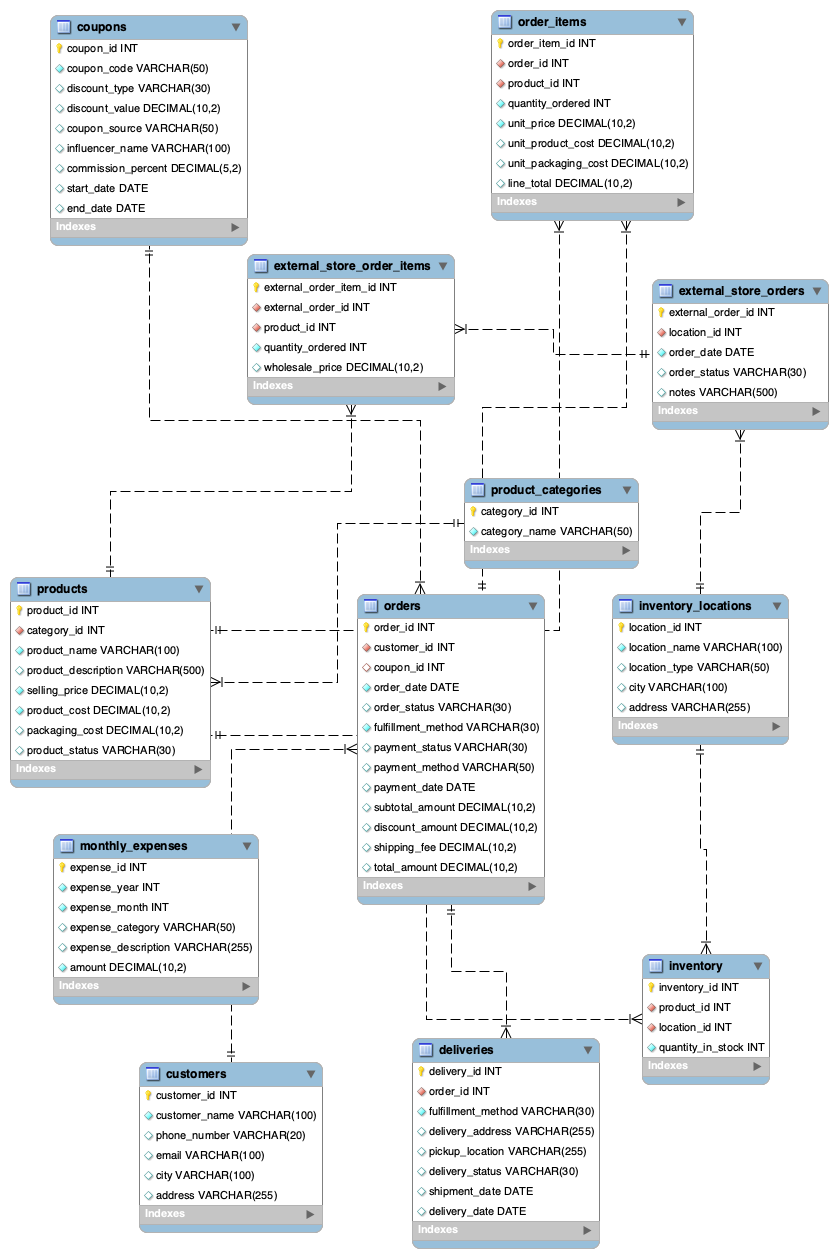 coupons
coupon_id INT
coupon_code VARCHAR(50)
discount_type VARCHAR(30)
discount_value DECIMAL(10,2)
coupon_source VARCHAR(50)
influencer_name VARCHAR(100)
commission_percent DECIMAL(5,2)
start_date DATE
end_date DATE
Indexes
order_items
order_item_id INT
order_id INT
product_id INT
quantity_ordered INT
unit_price DECIMAL(10,2)
unit_product_cost DECIMAL(10,2)
unit_packaging_cost DECIMAL(10,2)
line_total DECIMAL(10,2)
Indexes
external_store_order_items
external_order_item_id INT
external_order_id INT
product_id INT
quantity_ordered INT
wholesale_price DECIMAL(10,2)
Indexes
external_store_orders
external_order_id INT
location_id INT
order_date DATE
order_status VARCHAR(30)
notes VARCHAR(500)
Indexes
product_categories
category_id INT
category_name VARCHAR(50)
Indexes
products
product_id INT
category_id INT
product_name VARCHAR(100)
product_description VARCHAR(500)
selling_price DECIMAL(10,2)
product_cost DECIMAL(10,2)
packaging_cost DECIMAL(10,2)
product_status VARCHAR(30)
Indexes
orders
order_id INT
customer_id INT
coupon_id INT
order_date DATE
order_status VARCHAR(30)
fulfillment_method VARCHAR(30)
payment_status VARCHAR(30)
payment_method VARCHAR(50)
payment_date DATE
subtotal_amount DECIMAL(10,2)
discount_amount DECIMAL(10,2)
shipping_fee DECIMAL(10,2)
total_amount DECIMAL(10,2)
Indexes
inventory_locations
location_id INT
location_name VARCHAR(100)
location_type VARCHAR(50)
city VARCHAR(100)
address VARCHAR(255)
Indexes
monthly_expenses
expense_id INT
expense_year INT
expense_month INT
expense_category VARCHAR(50)
expense_description VARCHAR(255)
amount DECIMAL(10,2)
Indexes
inventory
inventory_id INT
product_id INT
location_id INT
quantity_in_stock INT
Indexes
customers
customer_id INT
customer_name VARCHAR(100)
phone_number VARCHAR(20)
email VARCHAR(100)
city VARCHAR(100)
address VARCHAR(255)
Indexes
deliveries
delivery_id INT
order_id INT
fulfillment_method VARCHAR(30)
delivery_address VARCHAR(255)
pickup_location VARCHAR(255)
delivery_status VARCHAR(30)
shipment_date DATE
delivery_date DATE
Indexes